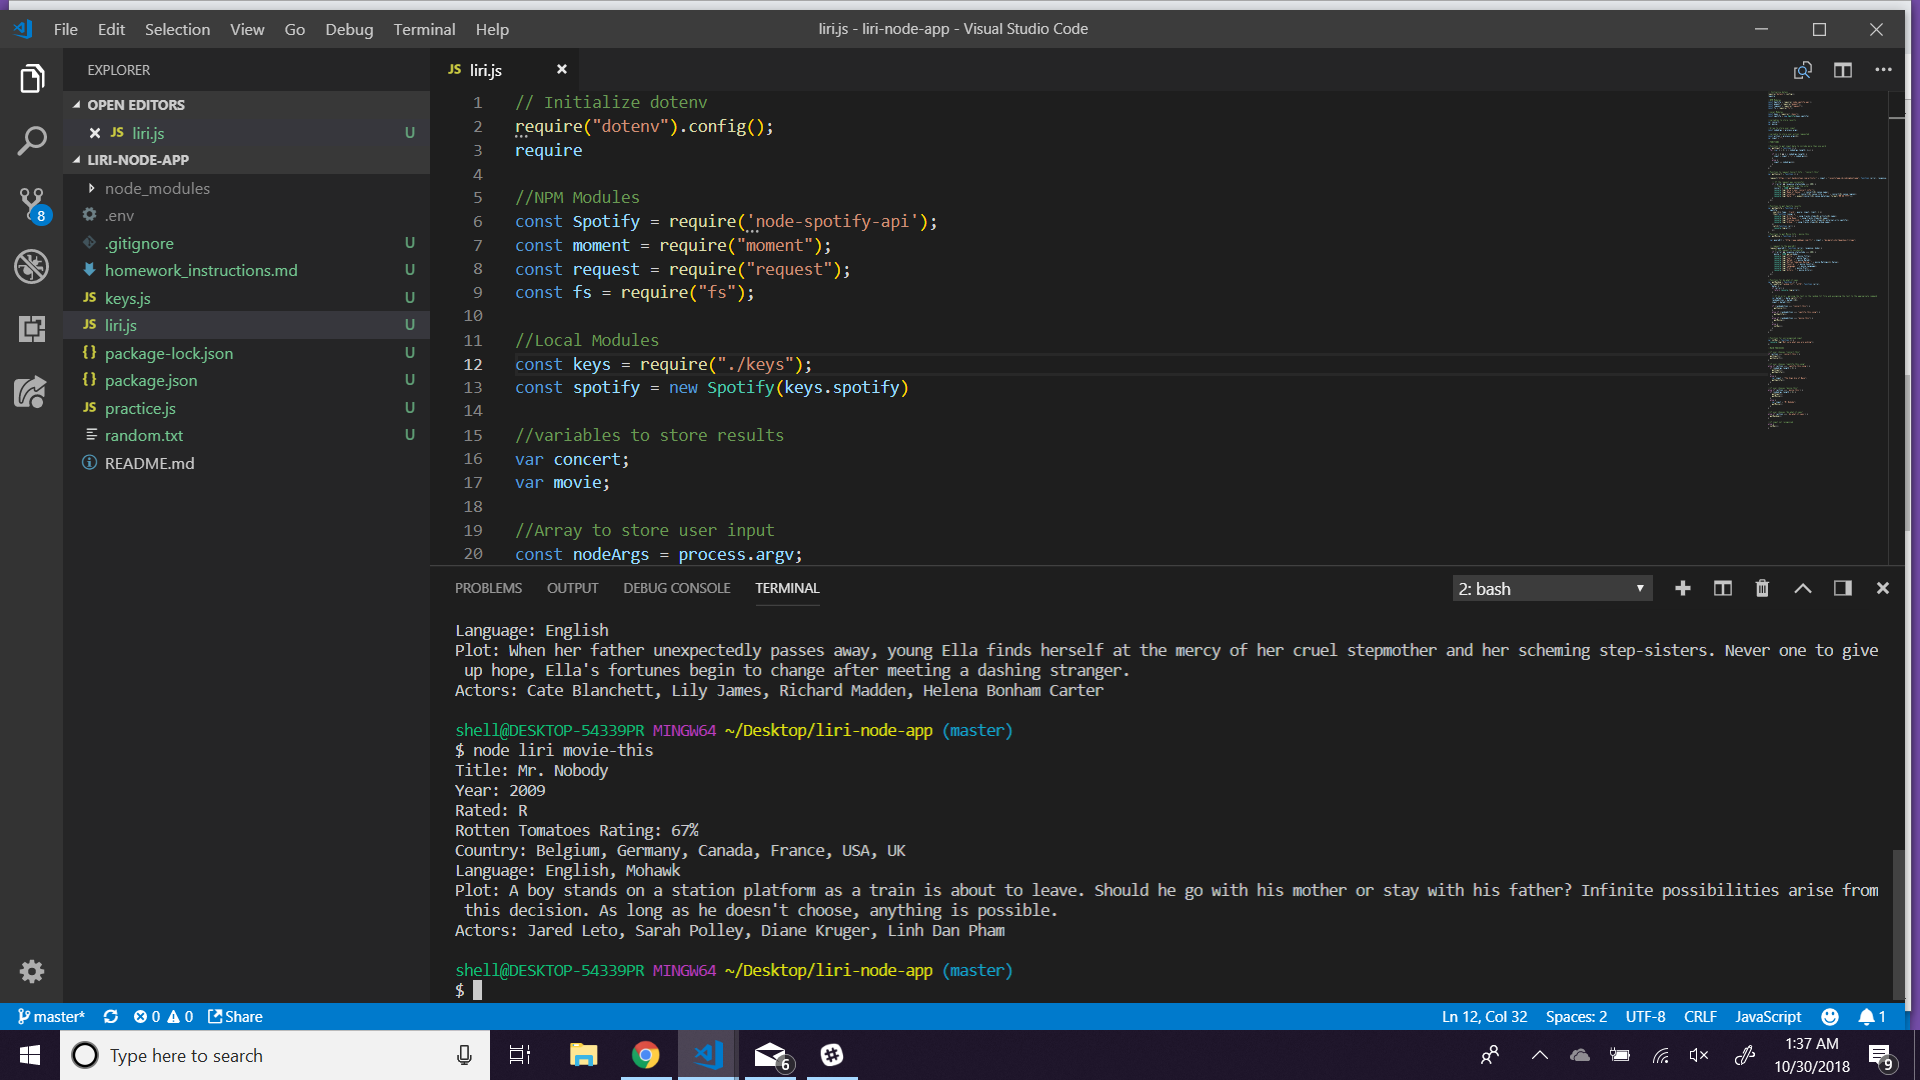 File Edit Selection View Go Debug Terminal Help
liri.js - liri-node-app - Visual Studio Code
EXPLORER
OPEN EDITORS
JS liri.js U
LIRI-NODE-APP
node_modules
.env
.gitignore U
homework_instructions.md U
JS keys.js U
JS liri.js U
{} package-lock.json U
{} package.json U
JS practice.js U
random.txt U
README.md
8
JS liri.js
1 // Initialize dotenv
2 require("dotenv").config();
3 require
4
5 //NPM Modules
6 const Spotify = require('node-spotify-api');
7 const moment = require("moment");
8 const request = require("request");
9 const fs = require("fs");
10
11 //Local Modules
12 const keys = require("./keys");
13 const spotify = new Spotify(keys.spotify)
14
15 //variables to store results
16 var concert;
17 var movie;
18
19 //Array to store user input
20 const nodeArgs = process.argv;
PROBLEMS OUTPUT DEBUG CONSOLE TERMINAL
2: bash
Language: English
Plot: When her father unexpectedly passes away, young Ella finds herself at the mercy of her cruel stepmother and her scheming step-sisters. Never one to give
up hope, Ella's fortunes begin to change after meeting a dashing stranger.
Actors: Cate Blanchett, Lily James, Richard Madden, Helena Bonham Carter
shell@DESKTOP-54339PR MINGW64 ~/Desktop/liri-node-app (master)
$ node liri movie-this
Title: Mr. Nobody
Year: 2009
Rated: R
Rotten Tomatoes Rating: 67%
Country: Belgium, Germany, Canada, France, USA, UK
Language: English, Mohawk
Plot: A boy stands on a station platform as a train is about to leave. Should he go with his mother or stay with his father? Infinite possibilities arise from
this decision. As long as he doesn't choose, anything is possible.
Actors: Jared Leto, Sarah Polley, Diane Kruger, Linh Dan Pham
shell@DESKTOP-54339PR MINGW64 ~/Desktop/liri-node-app (master)
$
master* 0 0 Share
Ln 12, Col 32 Spaces: 2 UTF-8 CRLF JavaScript 1
Type here to search
6
1:37 AM
10/30/2018
9